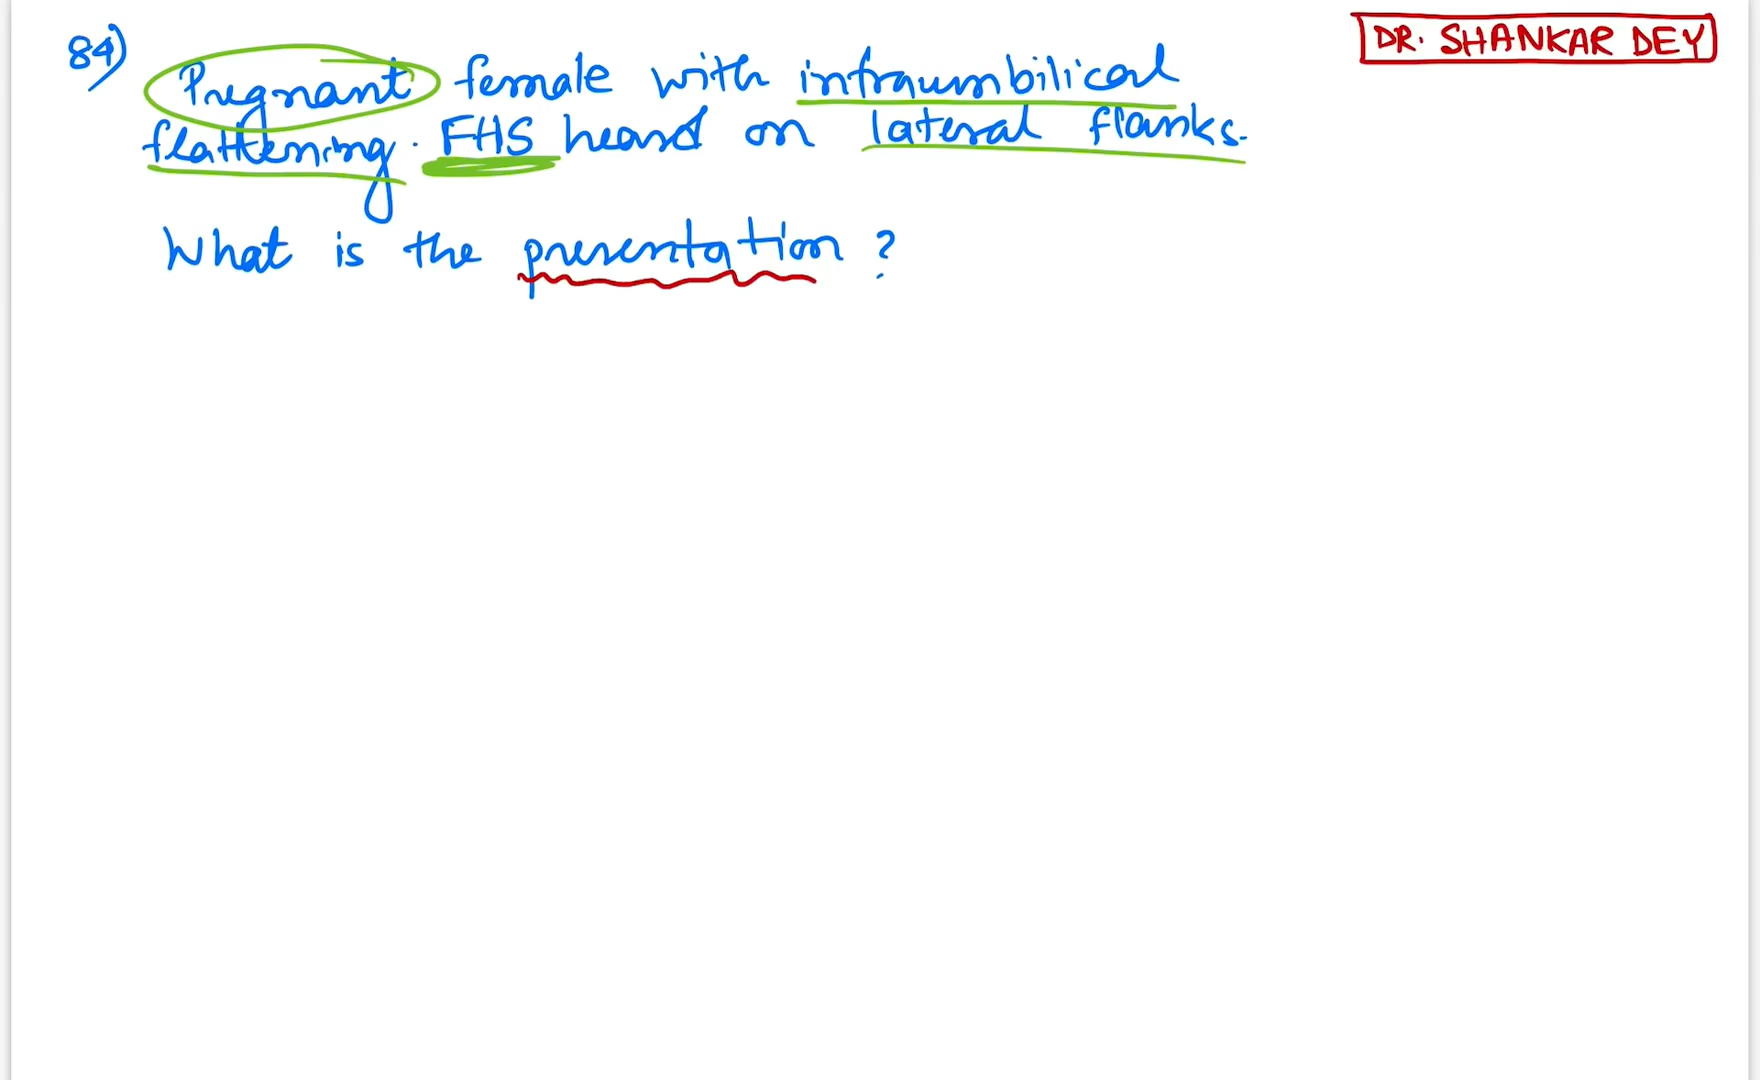 DR. SHANKAR DEY
84) Pregnant female with infraumbilical
flattening. FHS heard on lateral flanks.
What is the presentation?